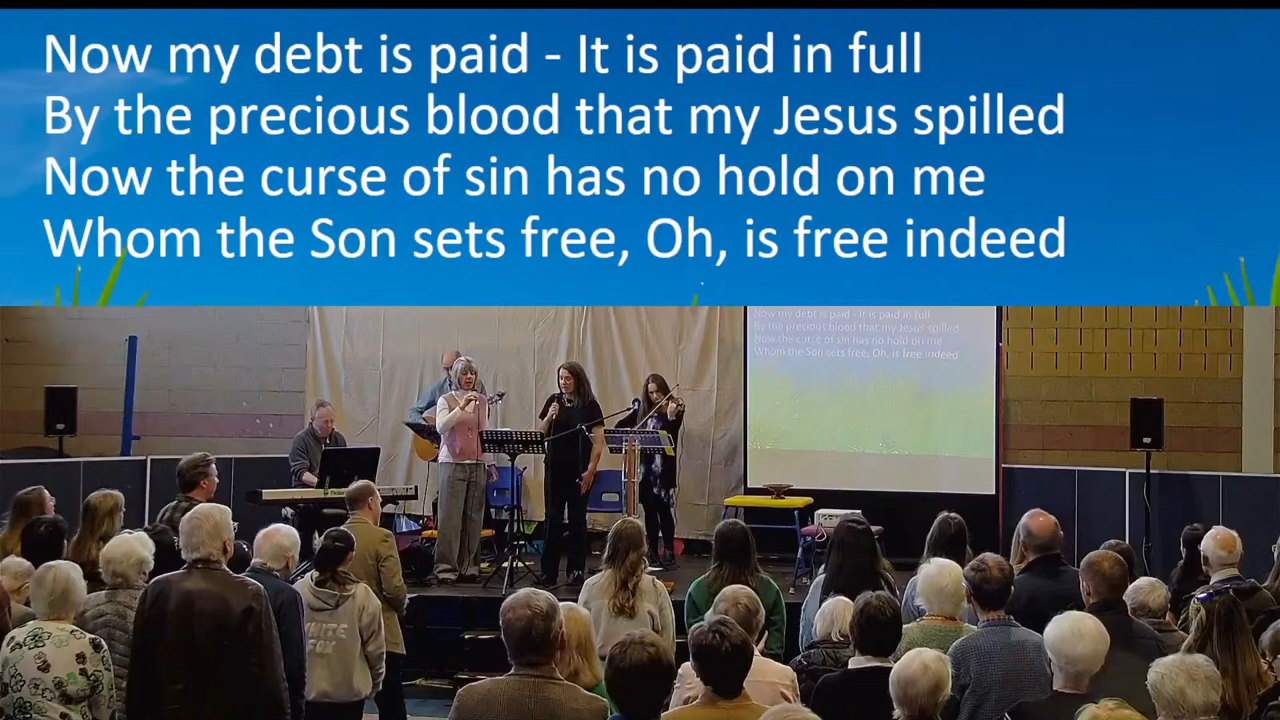 Now my debt is paid - It is paid in full
By the precious blood that my Jesus spilled
Now the curse of sin has no hold on me
Whom the Son sets free, Oh, is free indeed
Now my debt is paid - It is paid in full
By the precious blood that my Jesus spilled
Now the curse of sin has no hold on me
Whom the Son sets free, Oh, is free indeed
WHITE
FOX